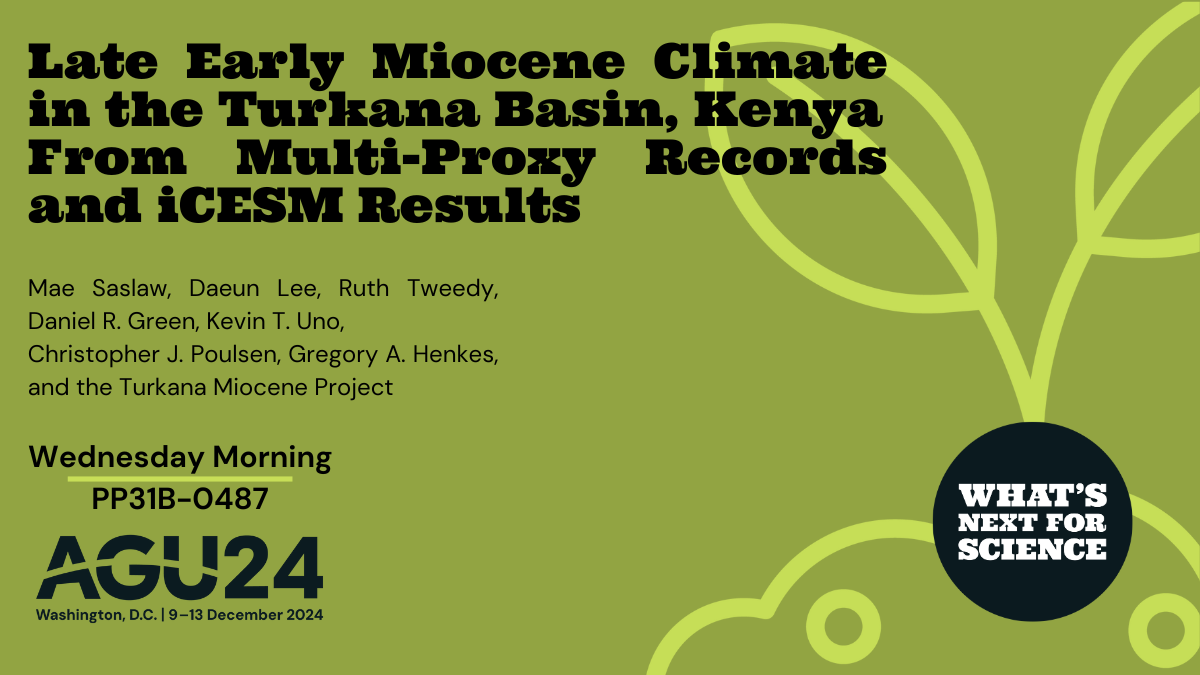 Late Early Miocene Climate
in the Turkana Basin, Kenya
From Multi-Proxy Records
and iCESM Results
Mae Saslaw, Daeun Lee, Ruth Tweedy,
Daniel R. Green, Kevin T. Uno,
Christopher J. Poulsen, Gregory A. Henkes,
and the Turkana Miocene Project
Wednesday Morning
PP31B-0487
AGU24
Washington, D.C. | 9–13 December 2024
WHAT'S
NEXT FOR
SCIENCE